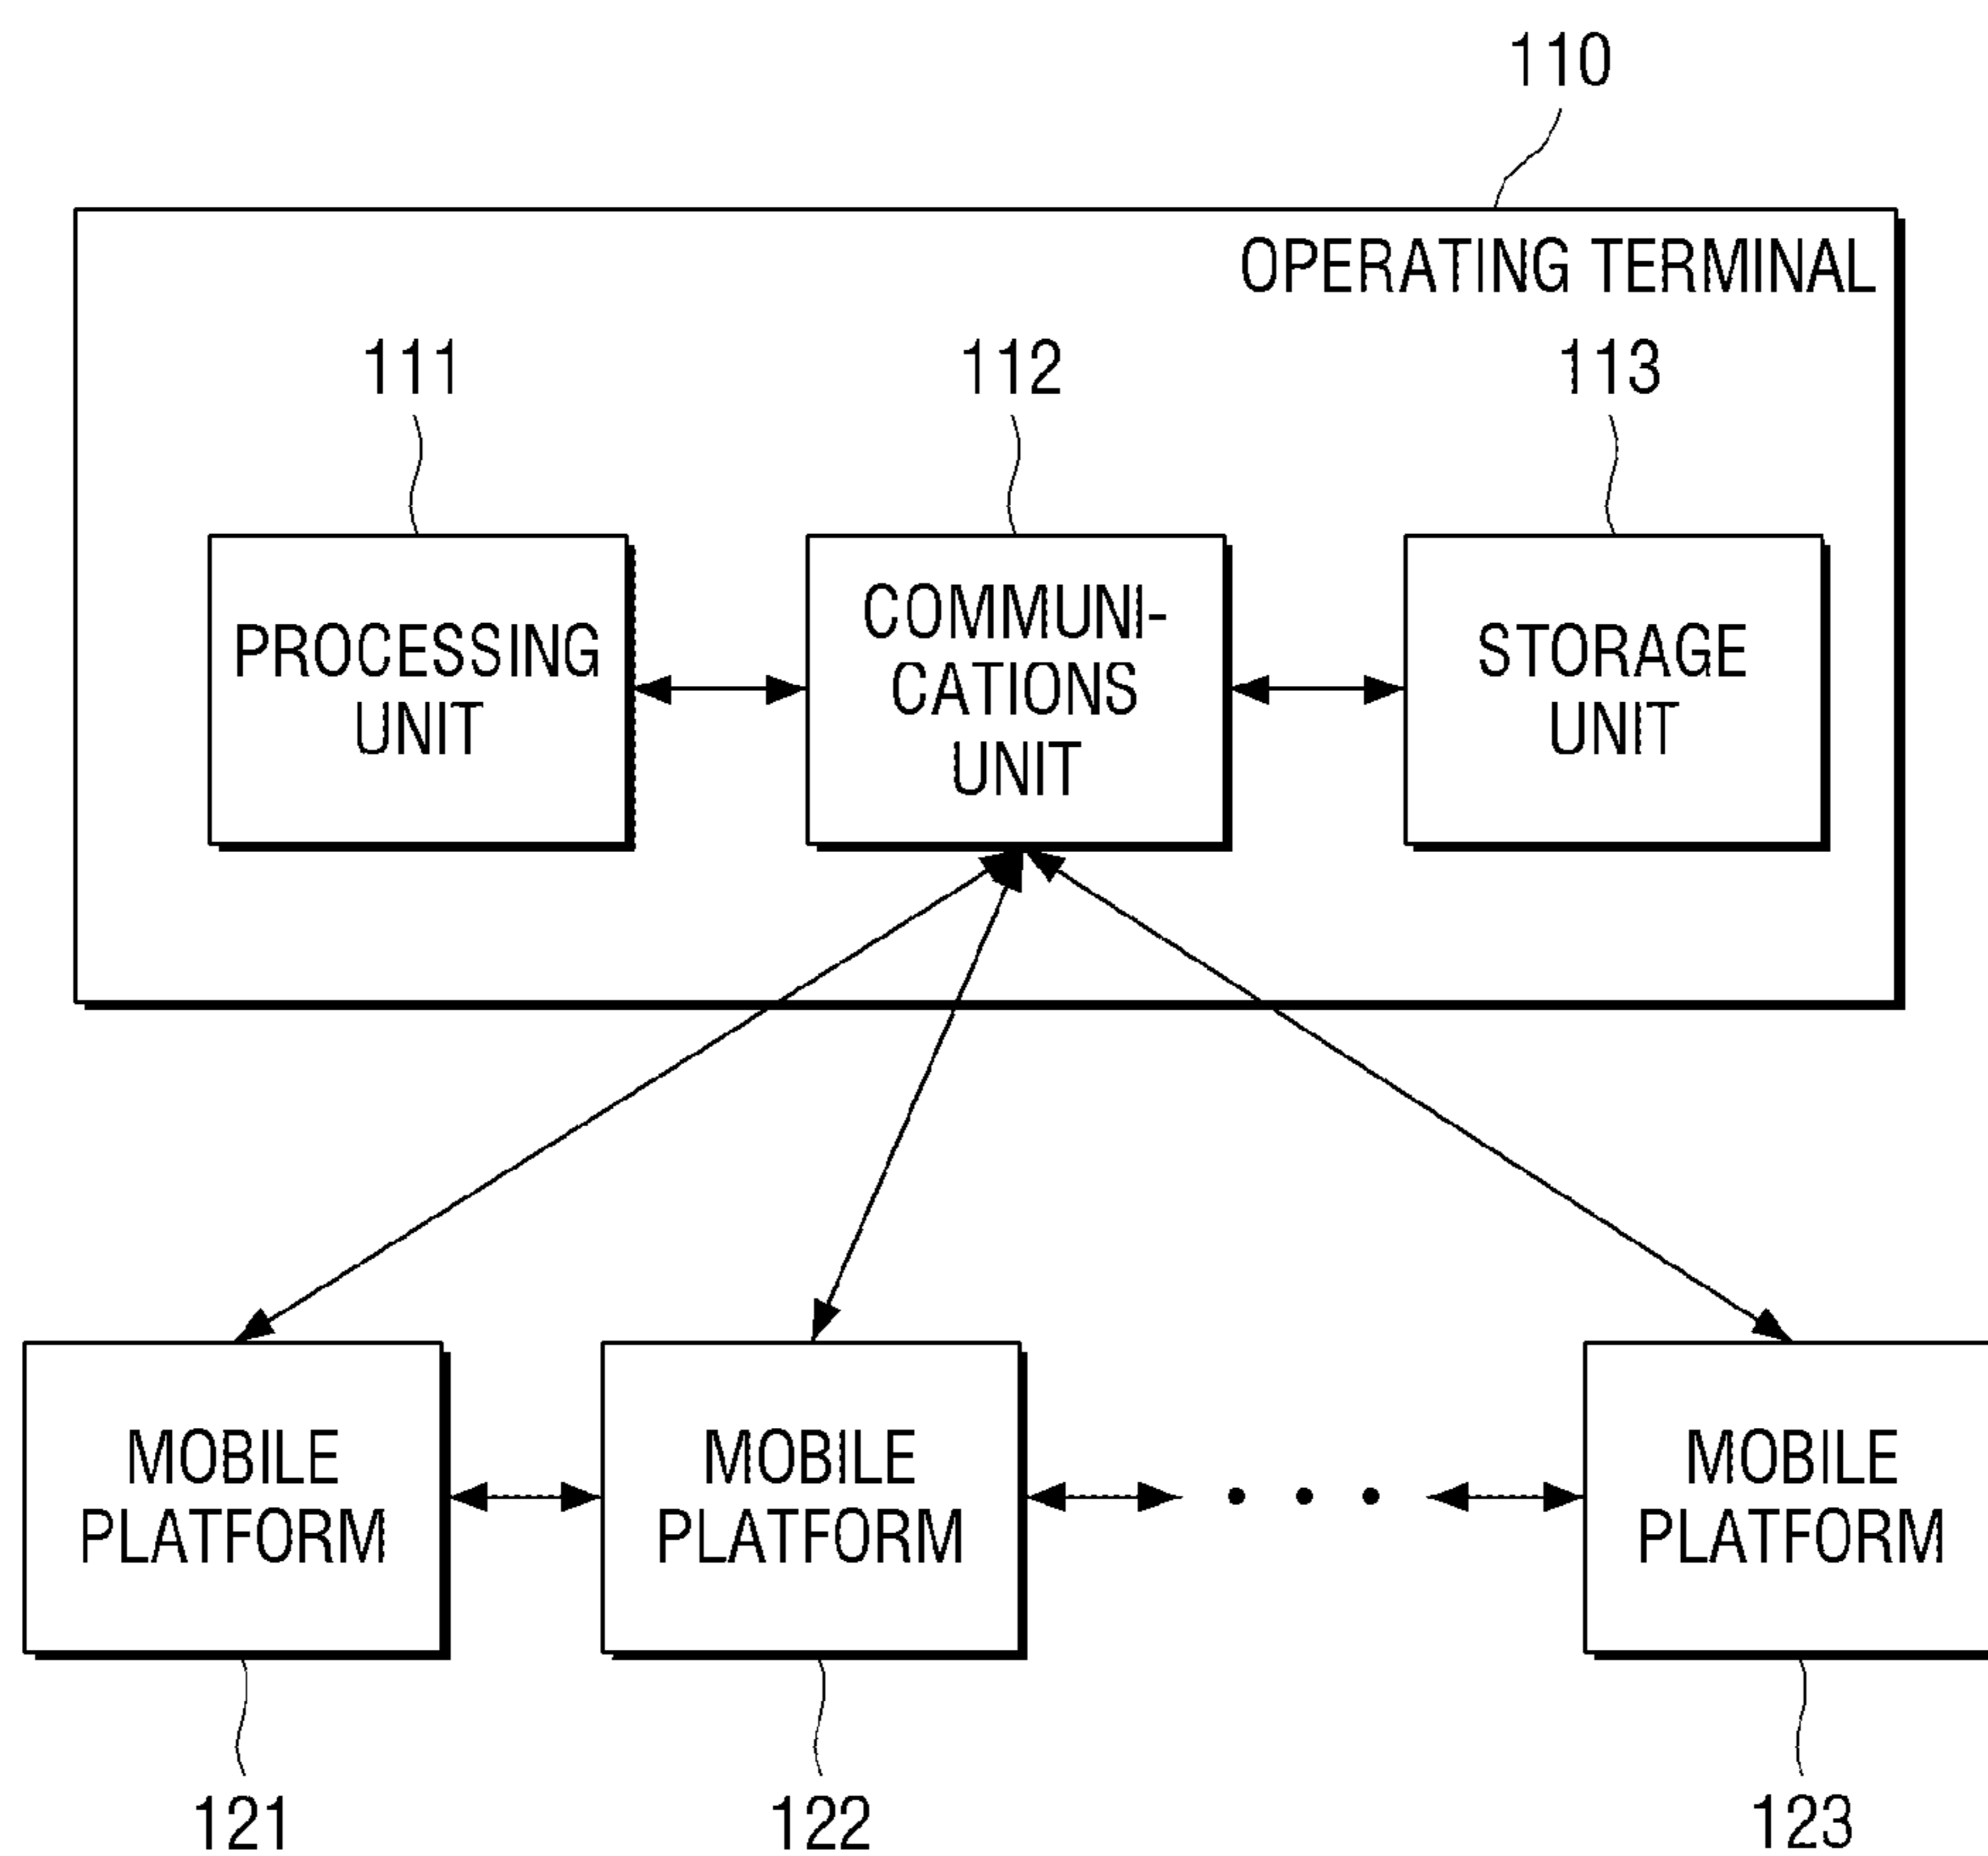 110
OPERATING TERMINAL
111
112
113
PROCESSING
UNIT
COMMUNI-
CATIONS
UNIT
STORAGE
UNIT
MOBILE
PLATFORM
MOBILE
PLATFORM
MOBILE
PLATFORM
121
122
123